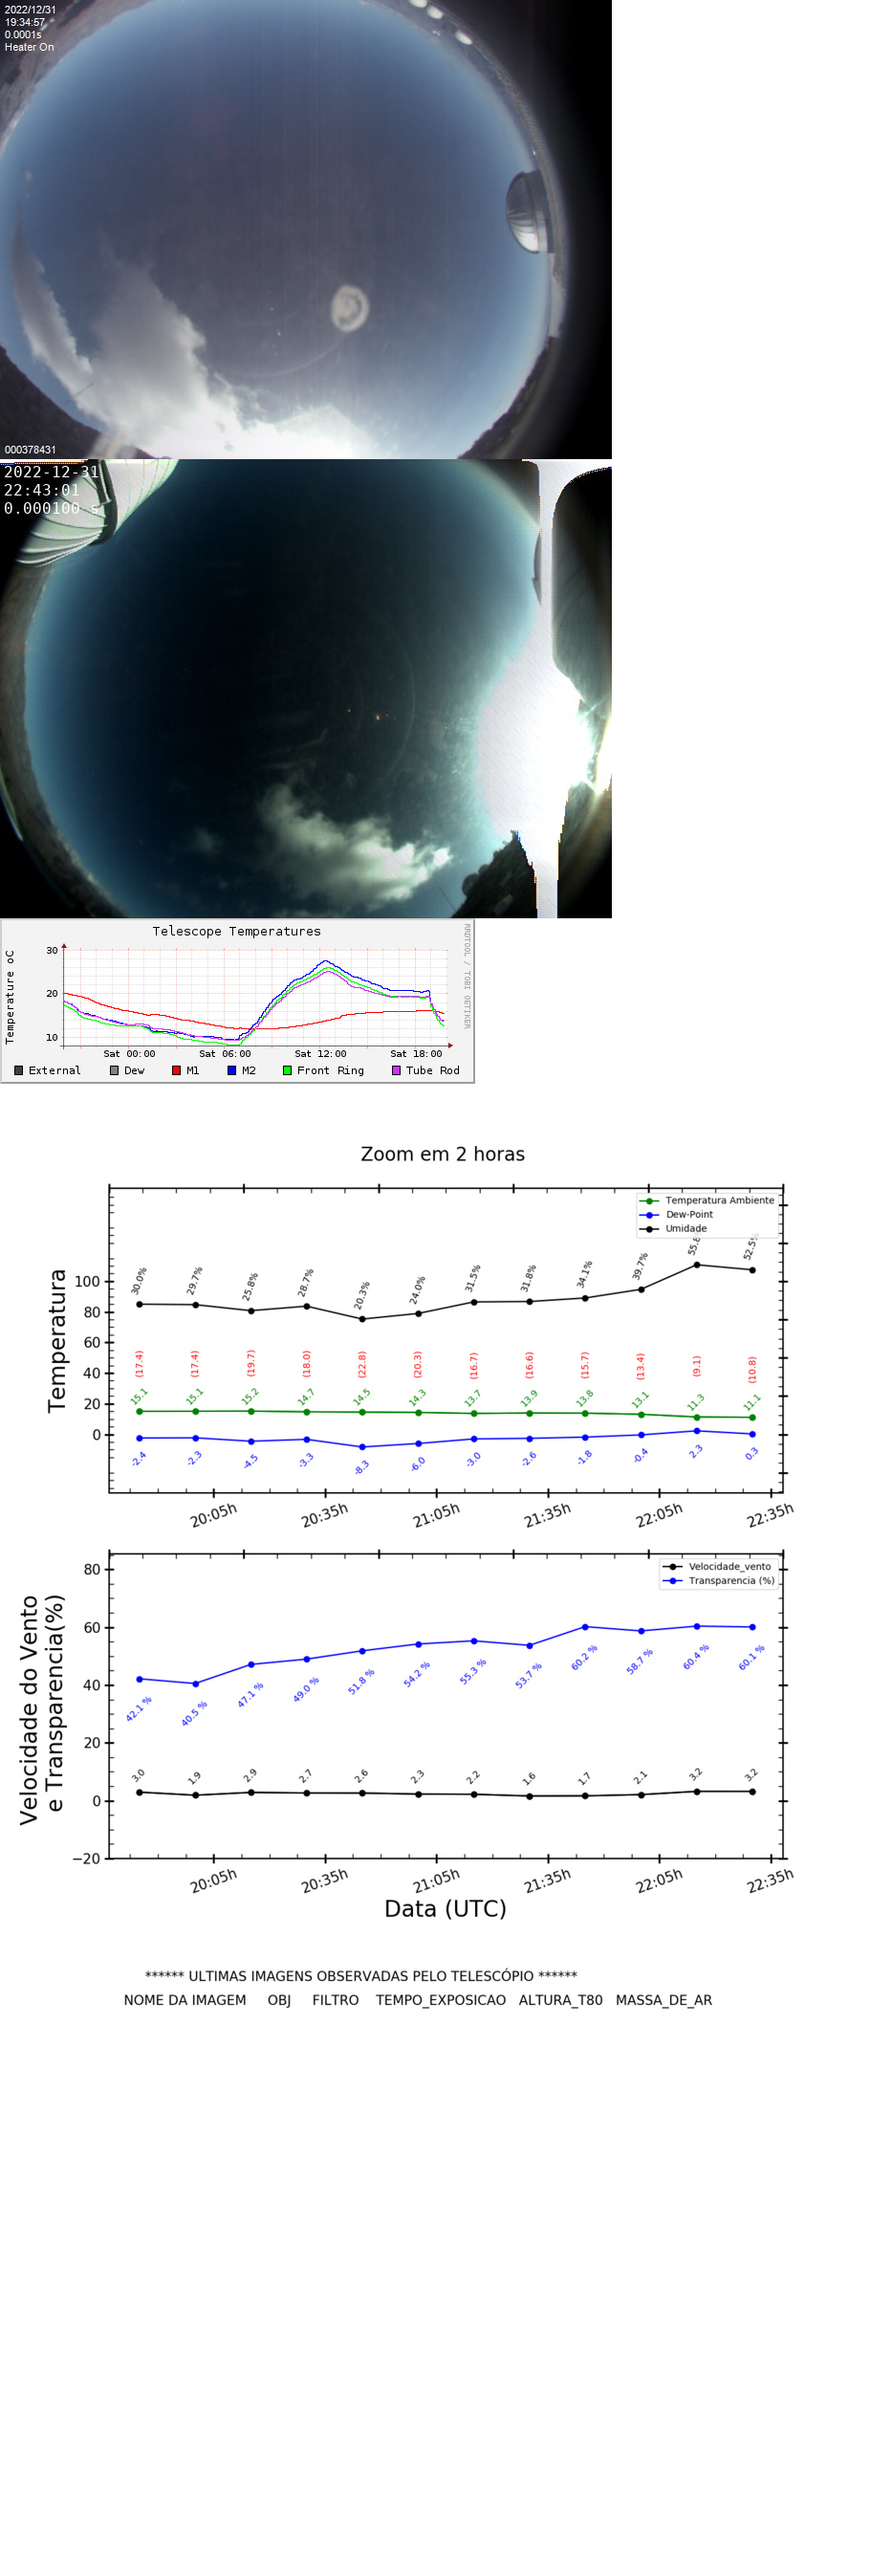 2022/12/31
19:34:57
0.0001s
Heater On
000378431
2022-12-31
22:43:01
0.000100 s
Telescope Temperatures
RRDTOOL / TOBI OETIKER
Temperature oC
30
20
10
Sat 00:00 Sat 06:00 Sat 12:00 Sat 18:00
External Dew M1 M2 Front Ring Tube Rod
Zoom em 2 horas
Temperatura Ambiente
Dew-Point
Umidade
Temperatura
100
80
60
40
20
0
30.0% 29.7% 25.8% 28.7% 20.3% 24.0% 31.5% 31.8% 34.1% 39.7% 52.5%
(17.4) (17.4) (19.7) (18.0) (22.8) (20.3) (16.7) (16.6) (15.7) (13.4) (9.1) (10.8)
15.1 15.1 15.2 14.7 14.5 14.3 13.7 13.9 13.8 13.1 11.3 11.1
-2.4 -2.3 -4.5 -3.3 -8.3 -6.0 -3.0 -2.6 -1.8 -0.4 2.3 0.3
20:05h 20:35h 21:05h 21:35h 22:05h 22:35h
Velocidade_vento
Transparencia (%)
Velocidade do Vento
e Transparencia(%)
80
60
40
20
0
−20
42.1 % 40.5 % 47.1 % 49.0 % 51.8 % 54.2 % 55.3 % 53.7 % 60.2 % 58.7 % 60.4 % 60.1 %
3.0 1.9 2.9 2.7 2.6 2.3 2.2 1.6 1.7 2.1 3.2 3.2
20:05h 20:35h 21:05h 21:35h 22:05h 22:35h
Data (UTC)
****** ULTIMAS IMAGENS OBSERVADAS PELO TELESCÓPIO ******
NOME DA IMAGEM OBJ FILTRO TEMPO_EXPOSICAO ALTURA_T80 MASSA_DE_AR